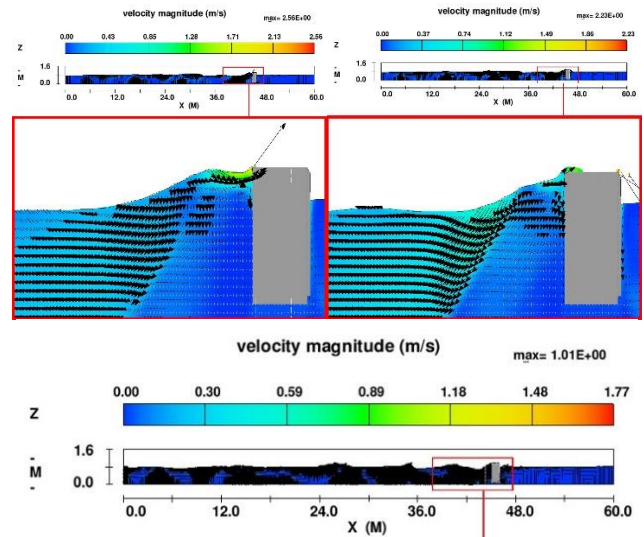 velocity magnitude (m/s)
max= 2.56E+00
Z
0.00 0.43 0.85 1.28 1.70 2.13 2.55
1.6
M
0.0
0.0 12.0 24.0 36.0 48.0 60.0
X (M)
velocity magnitude (m/s)
max= 2.23E+00
Z
0.00 0.37 0.74 1.12 1.49 1.86 2.23
1.6
M
0.0
0.0 12.0 24.0 36.0 48.0 60.0
X (M)
velocity magnitude (m/s)
max= 1.01E+00
0.00 0.30 0.59 0.89 1.18 1.48 1.77
Z
1.6
M
0.0
0.0 12.0 24.0 36.0 48.0 60.0
X (M)